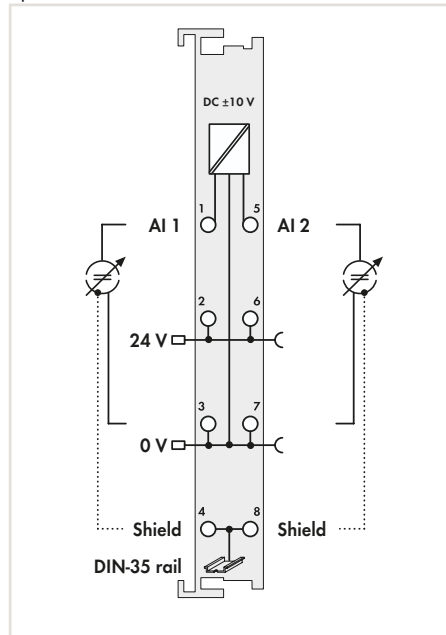 DC ±10 V
1 5
AI 1 AI 2
2 6
24 V
3 7
0 V
4 8
Shield Shield
DIN-35 rail